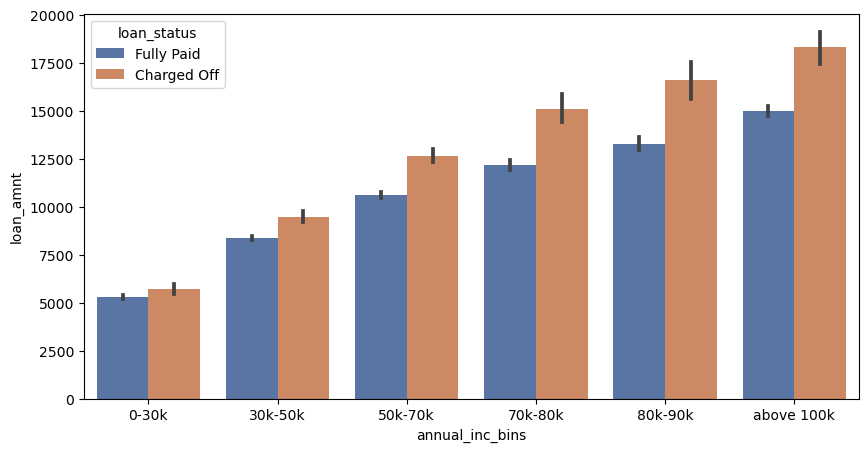 loan_status
Fully Paid
Charged Off
20000
17500
15000
12500
10000
7500
5000
2500
0
loan_amnt
0-30k 30k-50k 50k-70k 70k-80k 80k-90k above 100k
annual_inc_bins